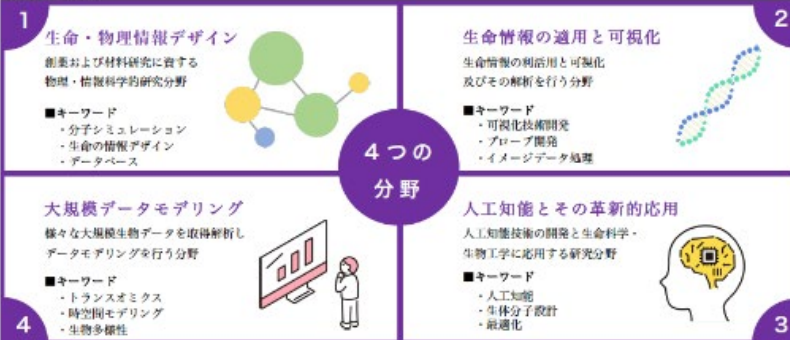 1
生命・物理情報デザイン
創薬および材料研究に資する
物理・情報科学的研究分野
■キーワード
・分子シミュレーション
・生命の情報デザイン
・データベース
2
生命情報の適用と可視化
生命情報の利活用と可視化
及びその解析を行う分野
■キーワード
・可視化技術開発
・プローブ開発
・イメージデータ処理
4つの
分野
大規模データモデリング
様々な大規模生物データを取得解析し
データモデリングを行う分野
■キーワード
・トランスオミクス
・時空間モデリング
・生物多様性
4
人工知能とその革新的応用
人工知能技術の開発と生命科学・
生物工学に応用する研究分野
■キーワード
・人工知能
・生体分子設計
・最適化
3